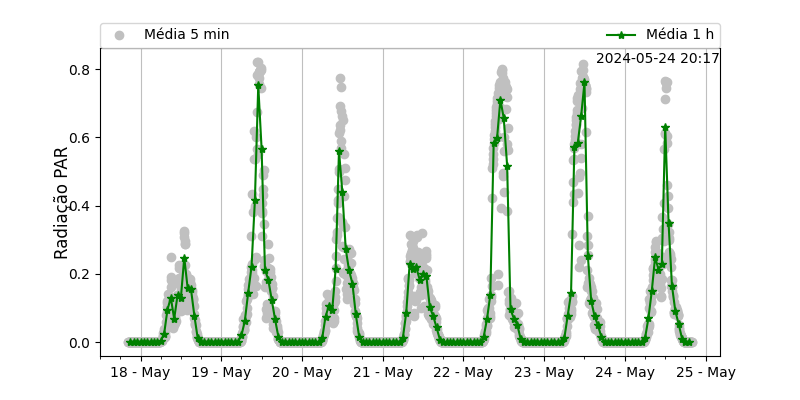 Média 5 min
Média 1 h
2024-05-24 20:17
Radiação PAR
0.8
0.6
0.4
0.2
0.0
18 - May
19 - May
20 - May
21 - May
22 - May
23 - May
24 - May
25 - May